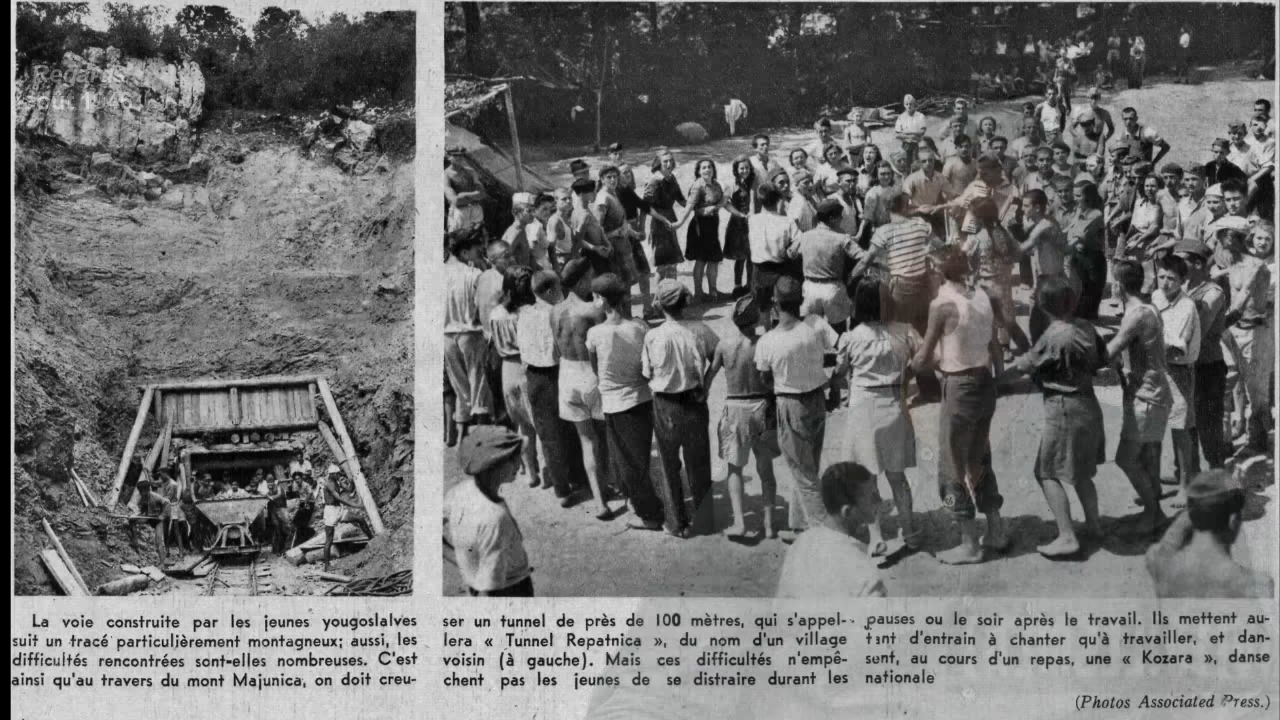 Regards
La voie construite par les jeunes yougoslalves
suit un tracé particulièrement montagneux; aussi, les
difficultés rencontrées sont-elles nombreuses. C'est
ainsi qu'au travers du mont Majunica, on doit creu-
ser un tunnel de près de 100 mètres, qui s'appel-
lera « Tunnel Repatnica », du nom d'un village
voisin (à gauche). Mais ces difficultés n'empê-
chent pas les jeunes de se distraire durant les
pauses ou le soir après le travail. Ils mettent au-
tant d'entrain à chanter qu'à travailler, et dan-
sent, au cours d'un repas, une « Kozara », danse
nationale
(Photos Associated Press.)